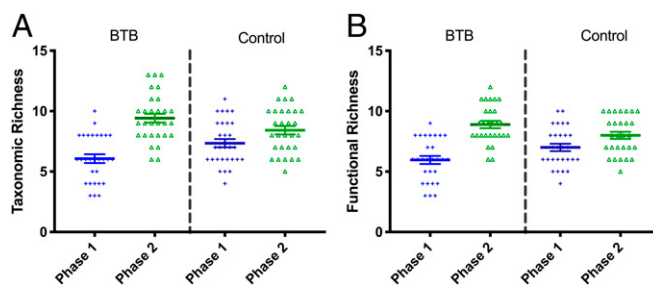 A
BTB
Control
Taxonomic Richness
15
10
5
0
Phase 1
Phase 2
Phase 1
Phase 2
B
BTB
Control
Functional Richness
15
10
5
0
Phase 1
Phase 2
Phase 1
Phase 2